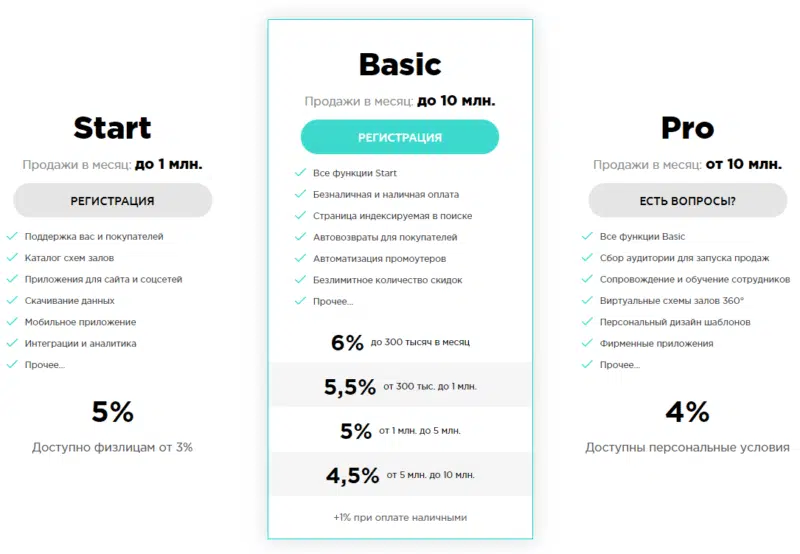 Start
Продажи в месяц: до 1 млн.
РЕГИСТРАЦИЯ
Поддержка вас и покупателей
Каталог схем залов
Приложения для сайта и соцсетей
Скачивание данных
Мобильное приложение
Интеграции и аналитика
Прочее...
5%
Доступно физлицам от 3%
Basic
Продажи в месяц: до 10 млн.
РЕГИСТРАЦИЯ
Все функции Start
Безналичная и наличная оплата
Страница индексируемая в поиске
Автовозвраты для покупателей
Автоматизация промоутеров
Безлимитное количество скидок
Прочее...
6% до 300 тысяч в месяц
5,5% от 300 тыс. до 1 млн.
5% от 1 млн. до 5 млн.
4,5% от 5 млн. до 10 млн.
+1% при оплате наличными
Pro
Продажи в месяц: от 10 млн.
ЕСТЬ ВОПРОСЫ?
Все функции Basic
Сбор аудитории для запуска продаж
Сопровождение и обучение сотрудников
Виртуальные схемы залов 360°
Персональный дизайн шаблонов
Фирменные приложения
Прочее...
4%
Доступны персональные условия